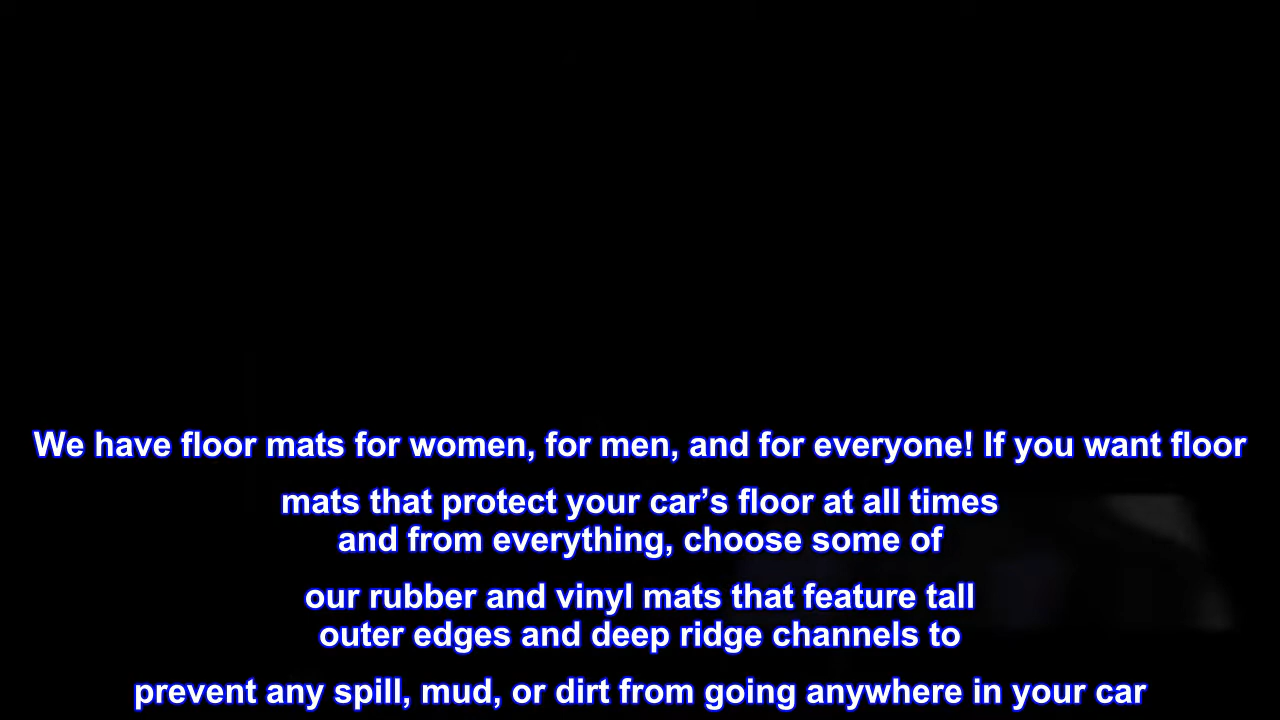 We have floor mats for women, for men, and for everyone! If you want floor
mats that protect your car’s floor at all times
and from everything, choose some of
our rubber and vinyl mats that feature tall
outer edges and deep ridge channels to
prevent any spill, mud, or dirt from going anywhere in your car